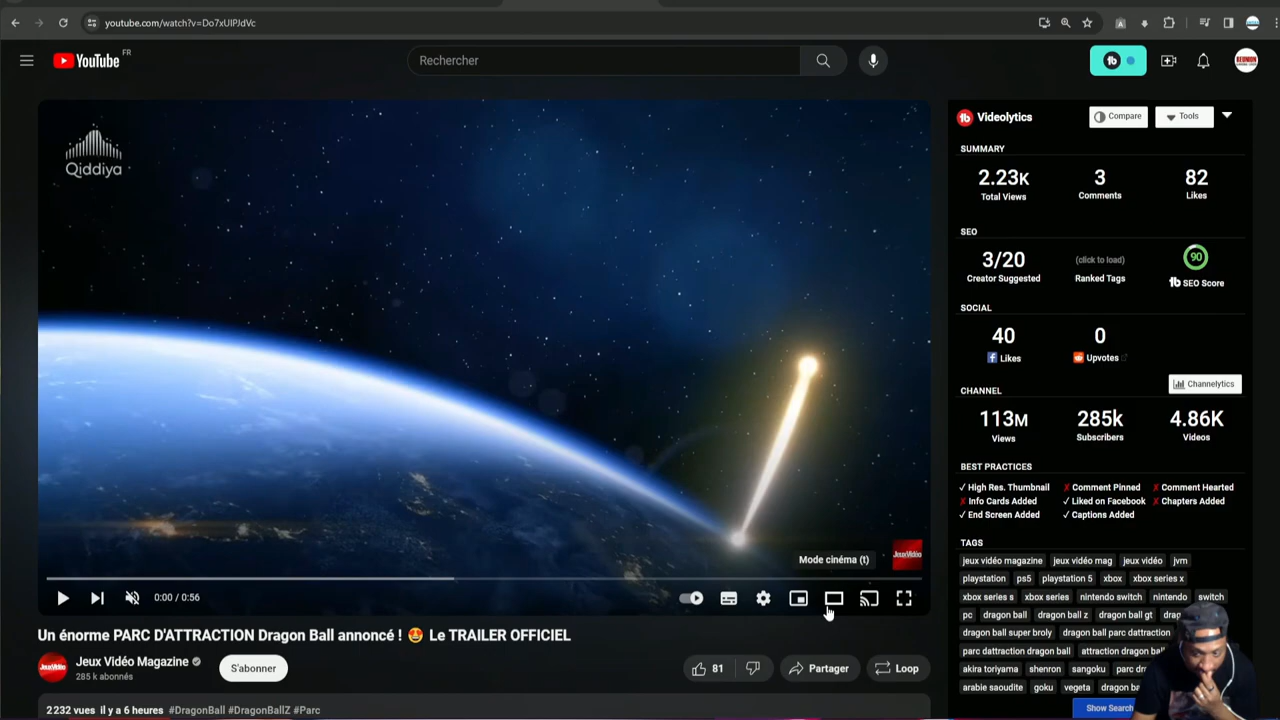 youtube.com/watch?v=Do7xUIPJdVc
YouTube FR
Rechercher
Qiddiya
Mode cinéma (t)
JeuxVidéo
0:00 / 0:56
Un énorme PARC D'ATTRACTION Dragon Ball annoncé ! 🤩 Le TRAILER OFFICIEL
Jeux Vidéo Magazine
285 k abonnés
S'abonner
81
Partager
Loop
2 232 vues il y a 6 heures #DragonBall #DragonBallZ #Parc
Videolytics
Compare
Tools
SUMMARY
2.23K 3 82
Total Views Comments Likes
SEO
3/20 (click to load) 90
Creator Suggested Ranked Tags tb SEO Score
SOCIAL
40 0
Likes Upvotes
CHANNEL
Channelytics
113M 285k 4.86K
Views Subscribers Videos
BEST PRACTICES
✓ High Res. Thumbnail ✗ Comment Pinned ✗ Comment Hearted
✗ Info Cards Added ✓ Liked on Facebook ✗ Chapters Added
✓ End Screen Added ✓ Captions Added
TAGS
jeux vidéo magazine jeux vidéo mag jeux vidéo jvm
playstation ps5 playstation 5 xbox xbox series x
xbox series s xbox series nintendo switch nintendo switch
pc dragon ball dragon ball z dragon ball gt
dragon ball super broly dragon ball parc dattraction
parc dattraction dragon ball attraction dragon
akira toriyama shenron sangoku parc
arabie saoudite goku vegeta dragon
Show Search